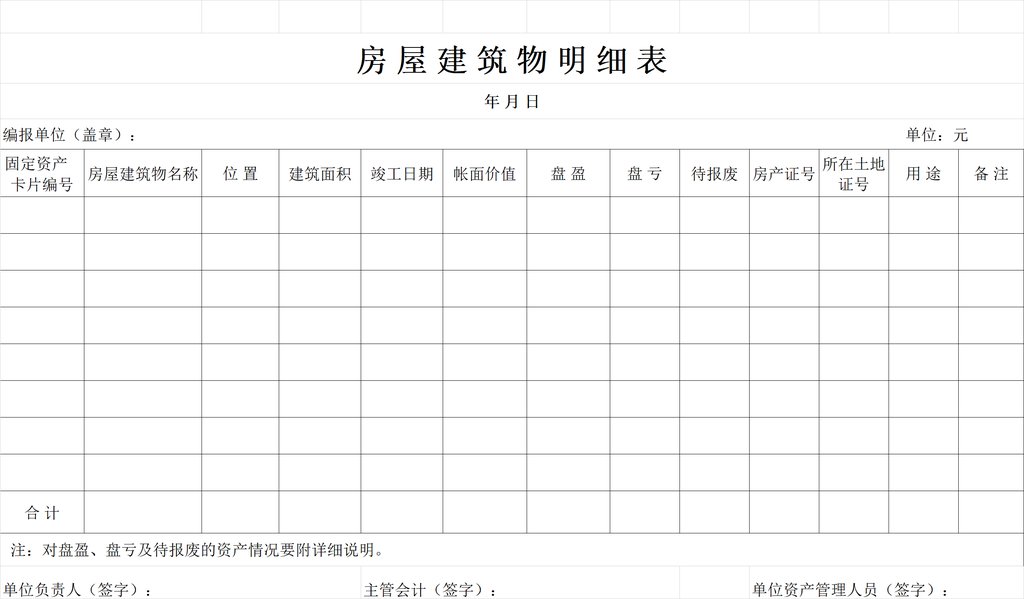 房屋建筑物明细表
年 月 日
编报单位（盖章）： 单位：元
固定资产卡片编号 房屋建筑物名称 位 置 建筑面积 竣工日期 帐面价值 盘 盈 盘 亏 待报废 房产证号 所在土地证号 用 途 备 注
合 计
注：对盘盈、盘亏及待报废的资产情况要附详细说明。
单位负责人（签字）： 主管会计（签字）： 单位资产管理人员（签字）：